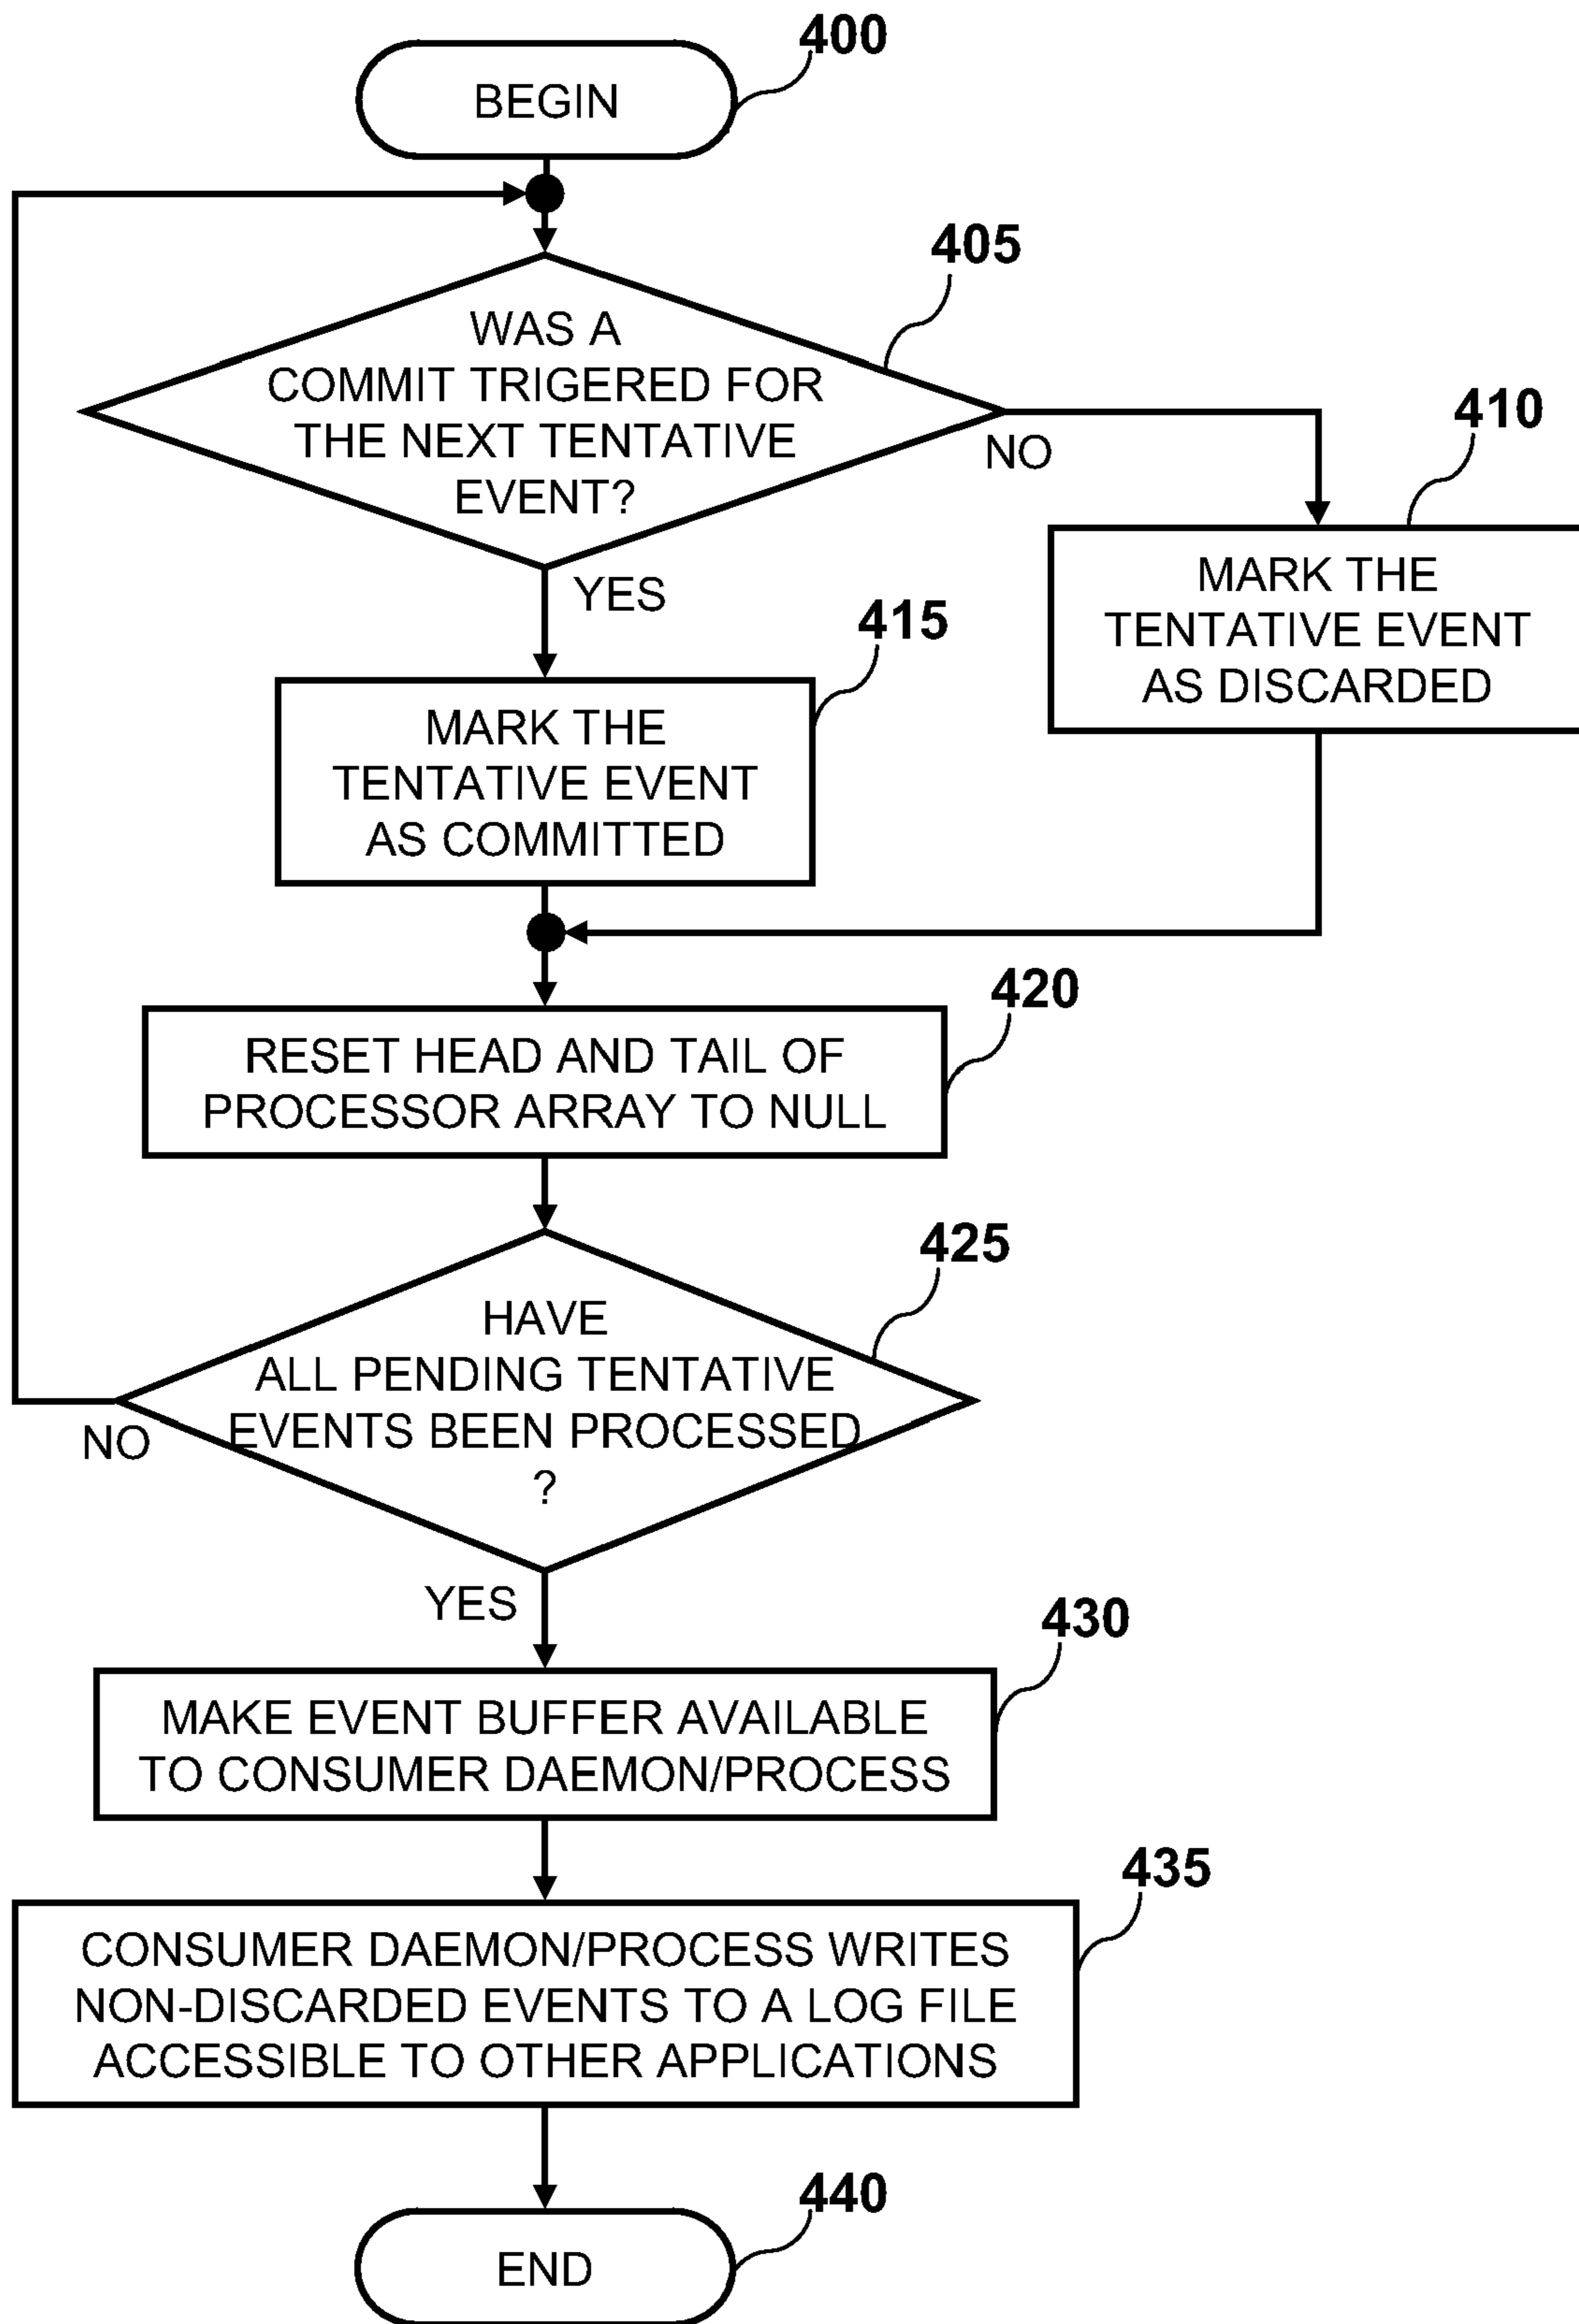 400
BEGIN
405
WAS A
COMMIT TRIGERED FOR
THE NEXT TENTATIVE
EVENT?
NO
YES
410
MARK THE
TENTATIVE EVENT
AS DISCARDED
415
MARK THE
TENTATIVE EVENT
AS COMMITTED
420
RESET HEAD AND TAIL OF
PROCESSOR ARRAY TO NULL
425
HAVE
ALL PENDING TENTATIVE
EVENTS BEEN PROCESSED
?
NO
YES
430
MAKE EVENT BUFFER AVAILABLE
TO CONSUMER DAEMON/PROCESS
435
CONSUMER DAEMON/PROCESS WRITES
NON-DISCARDED EVENTS TO A LOG FILE
ACCESSIBLE TO OTHER APPLICATIONS
440
END